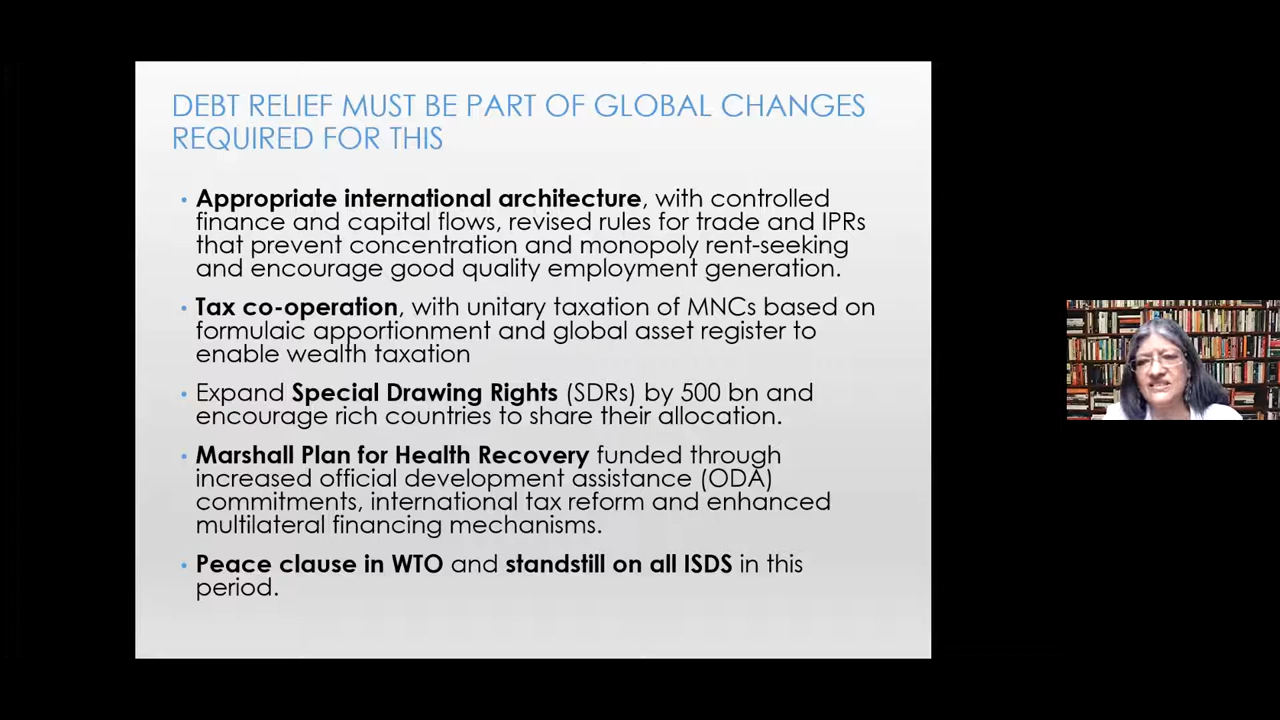 DEBT RELIEF MUST BE PART OF GLOBAL CHANGES
REQUIRED FOR THIS
• Appropriate international architecture, with controlled
finance and capital flows, revised rules for trade and IPRs
that prevent concentration and monopoly rent-seeking
and encourage good quality employment generation.
• Tax co-operation, with unitary taxation of MNCs based on
formulaic apportionment and global asset register to
enable wealth taxation
• Expand Special Drawing Rights (SDRs) by 500 bn and
encourage rich countries to share their allocation.
• Marshall Plan for Health Recovery funded through
increased official development assistance (ODA)
commitments, international tax reform and enhanced
multilateral financing mechanisms.
• Peace clause in WTO and standstill on all ISDS in this
period.